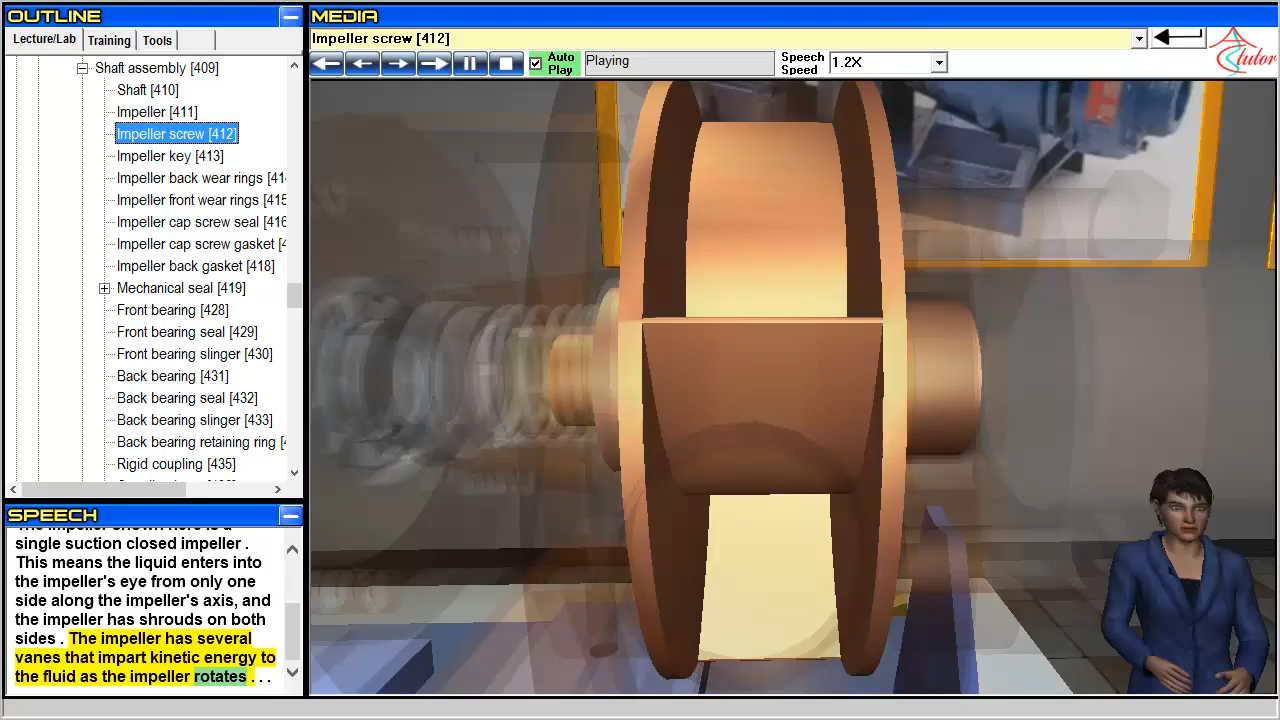 OUTLINE
Lecture/Lab Training Tools
Shaft assembly [409]
Shaft [410]
Impeller [411]
Impeller screw [412]
Impeller key [413]
Impeller back wear rings [41
Impeller front wear rings [415
Impeller cap screw seal [416
Impeller cap screw gasket [4
Impeller back gasket [418]
Mechanical seal [419]
Front bearing [428]
Front bearing seal [429]
Front bearing slinger [430]
Back bearing [431]
Back bearing seal [432]
Back bearing slinger [433]
Back bearing retaining ring [4
Rigid coupling [435]
SPEECH
single suction closed impeller .
This means the liquid enters into
the impeller's eye from only one
side along the impeller's axis, and
the impeller has shrouds on both
sides . The impeller has several
vanes that impart kinetic energy to
the fluid as the impeller rotates . . .
MEDIA
Impeller screw [412]
Auto
Play
Playing
Speech
Speed
1.2X
tutor